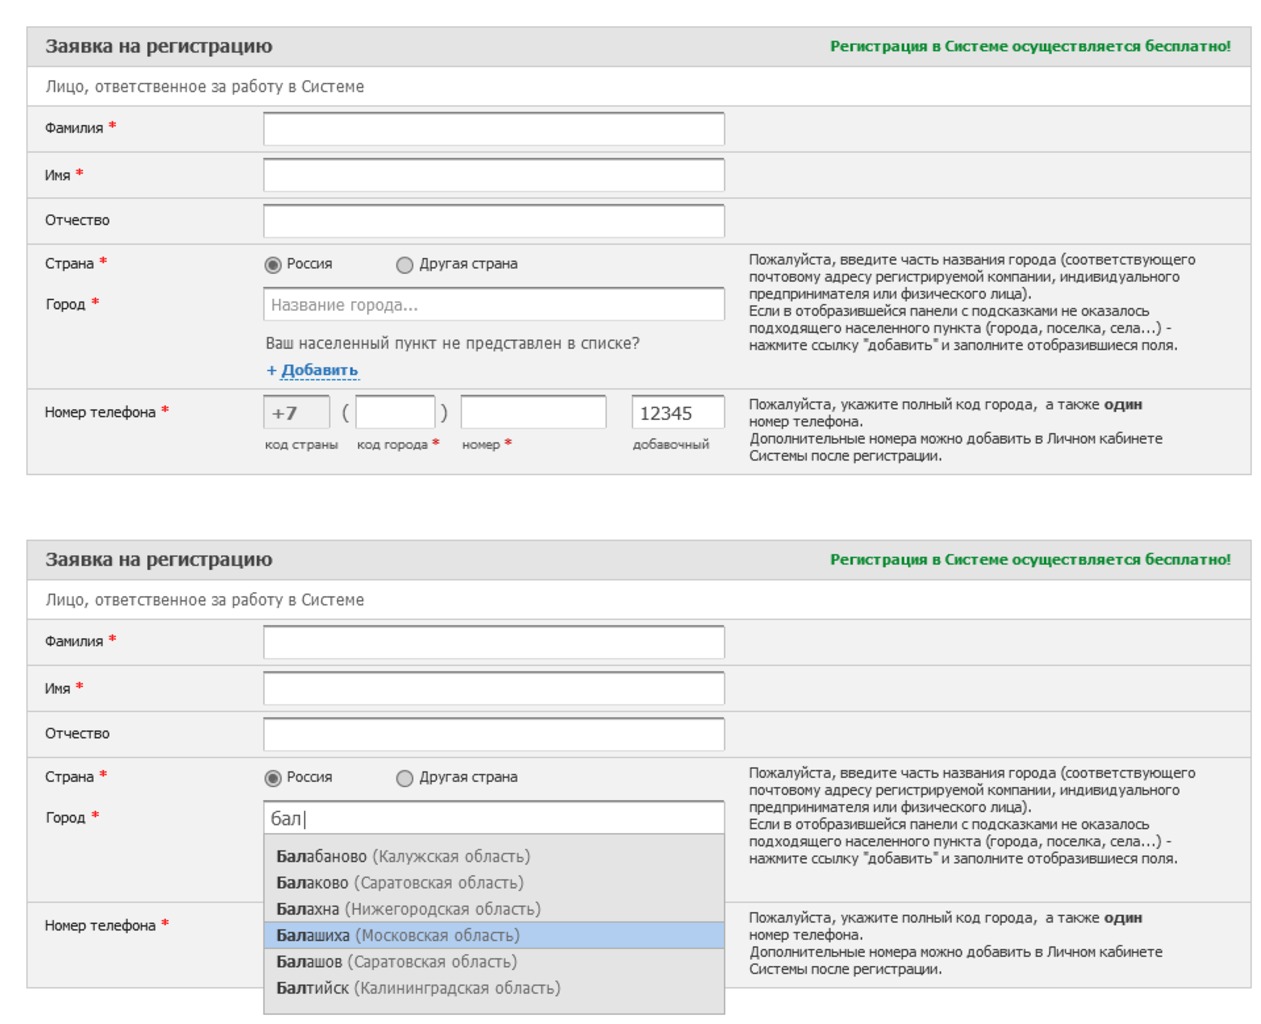 Заявка на регистрацию
Регистрация в Системе осуществляется бесплатно!
Лицо, ответственное за работу в Системе
Фамилия *
Имя *
Отчество
Страна *
Россия
Другая страна
Пожалуйста, введите часть названия города (соответствующего
почтовому адресу регистрируемой компании, индивидуального
предпринимателя или физического лица).
Если в отобразившейся панели с подсказками не оказалось
подходящего населенного пункта (города, поселка, села...) -
нажмите ссылку "добавить" и заполните отобразившиеся поля.
Город *
Название города...
Ваш населенный пункт не представлен в списке?
+ Добавить
Номер телефона *
+7 ( ) 12345
код страны код города * номер * добавочный
Пожалуйста, укажите полный код города, а также один
номер телефона.
Дополнительные номера можно добавить в Личном кабинете
Системы после регистрации.
Заявка на регистрацию
Регистрация в Системе осуществляется бесплатно!
Лицо, ответственное за работу в Системе
Фамилия *
Имя *
Отчество
Страна *
Россия
Другая страна
Пожалуйста, введите часть названия города (соответствующего
почтовому адресу регистрируемой компании, индивидуального
предпринимателя или физического лица).
Если в отобразившейся панели с подсказками не оказалось
подходящего населенного пункта (города, поселка, села...) -
нажмите ссылку "добавить" и заполните отобразившиеся поля.
Город *
бал|
Балабаново (Калужская область)
Балаково (Саратовская область)
Балахна (Нижегородская область)
Балашиха (Московская область)
Балашов (Саратовская область)
Балтийск (Калининградская область)
Номер телефона *
Пожалуйста, укажите полный код города, а также один
номер телефона.
Дополнительные номера можно добавить в Личном кабинете
Системы после регистрации.